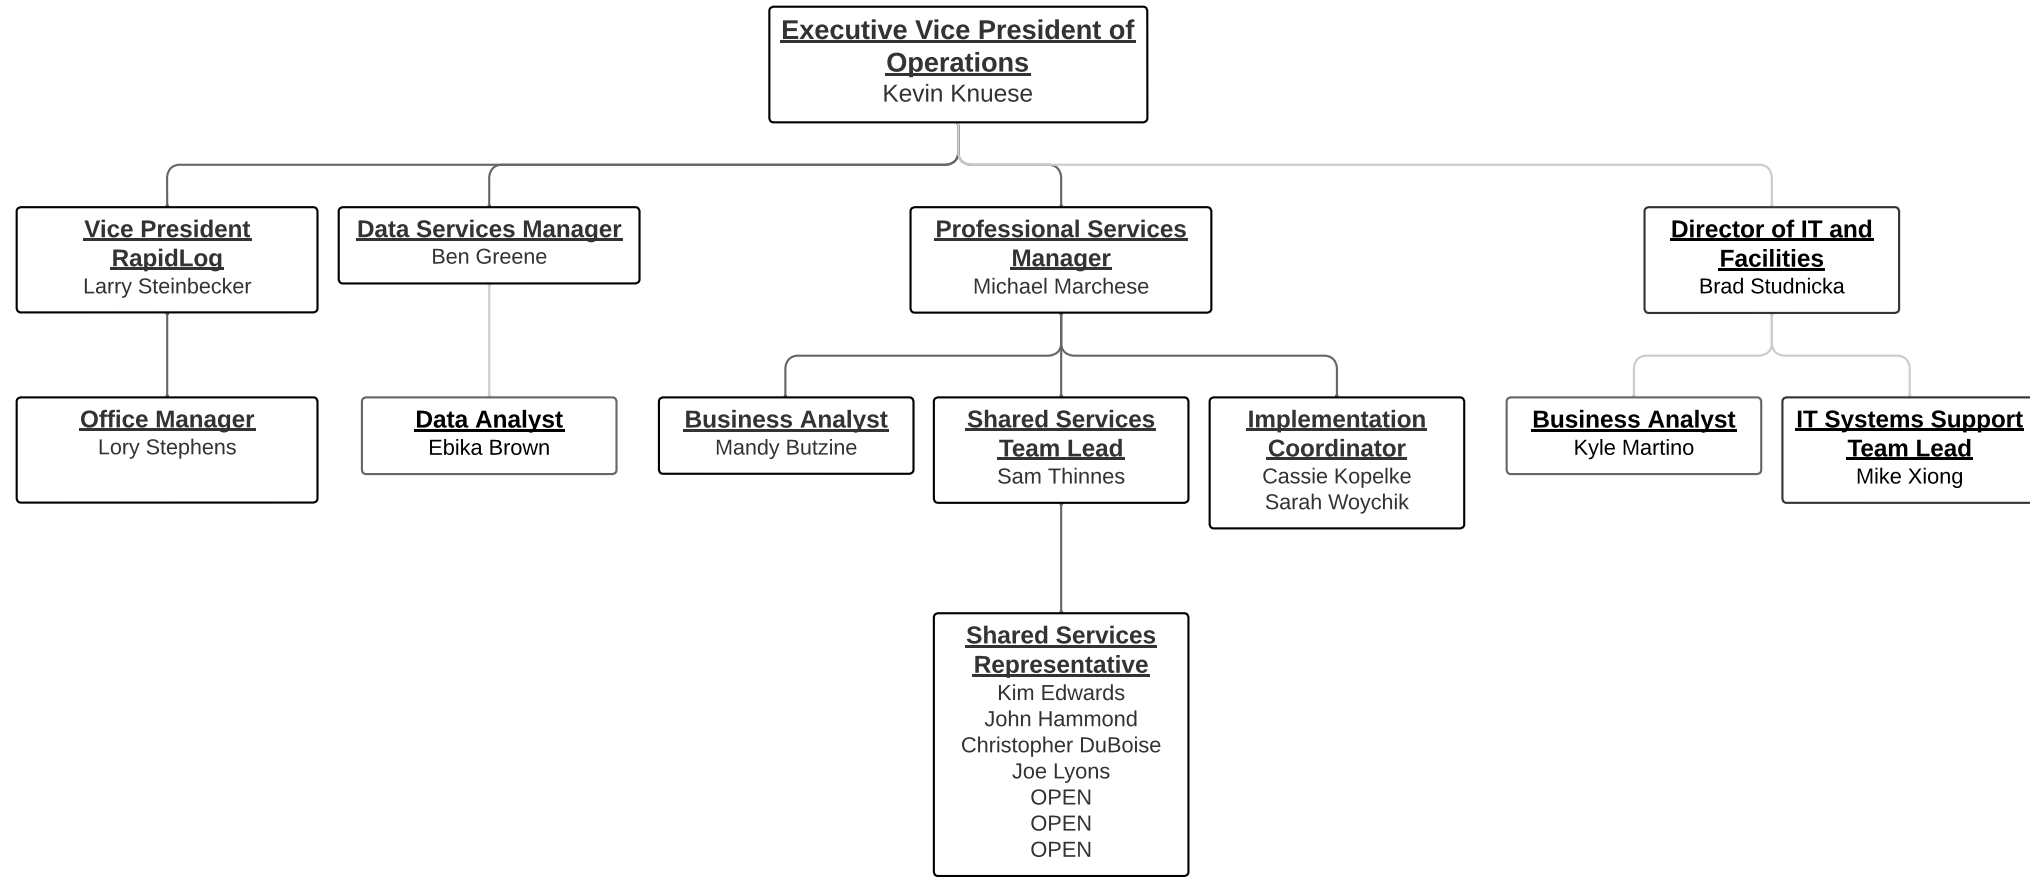 Executive Vice President of
Operations
Kevin Knuese
Vice President
RapidLog
Larry Steinbecker
Data Services Manager
Ben Greene
Professional Services
Manager
Michael Marchese
Director of IT and
Facilities
Brad Studnicka
Office Manager
Lory Stephens
Data Analyst
Ebika Brown
Business Analyst
Mandy Butzine
Shared Services
Team Lead
Sam Thinnes
Implementation
Coordinator
Cassie Kopelke
Sarah Woychik
Business Analyst
Kyle Martino
IT Systems Support
Team Lead
Mike Xiong
Shared Services
Representative
Kim Edwards
John Hammond
Christopher DuBoise
Joe Lyons
OPEN
OPEN
OPEN